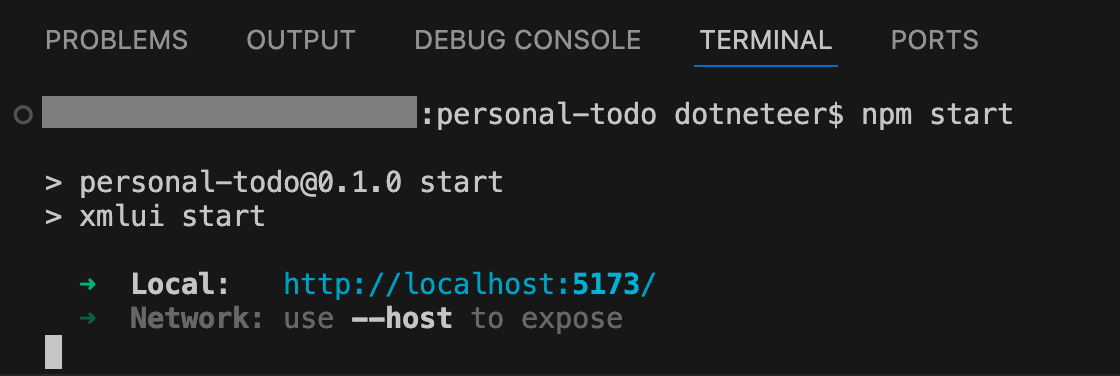 PROBLEMS OUTPUT DEBUG CONSOLE TERMINAL PORTS
:personal-todo dotneteer$ npm start
> personal-todo@0.1.0 start
> xmlui start
➜ Local: http://localhost:5173/
➜ Network: use --host to expose